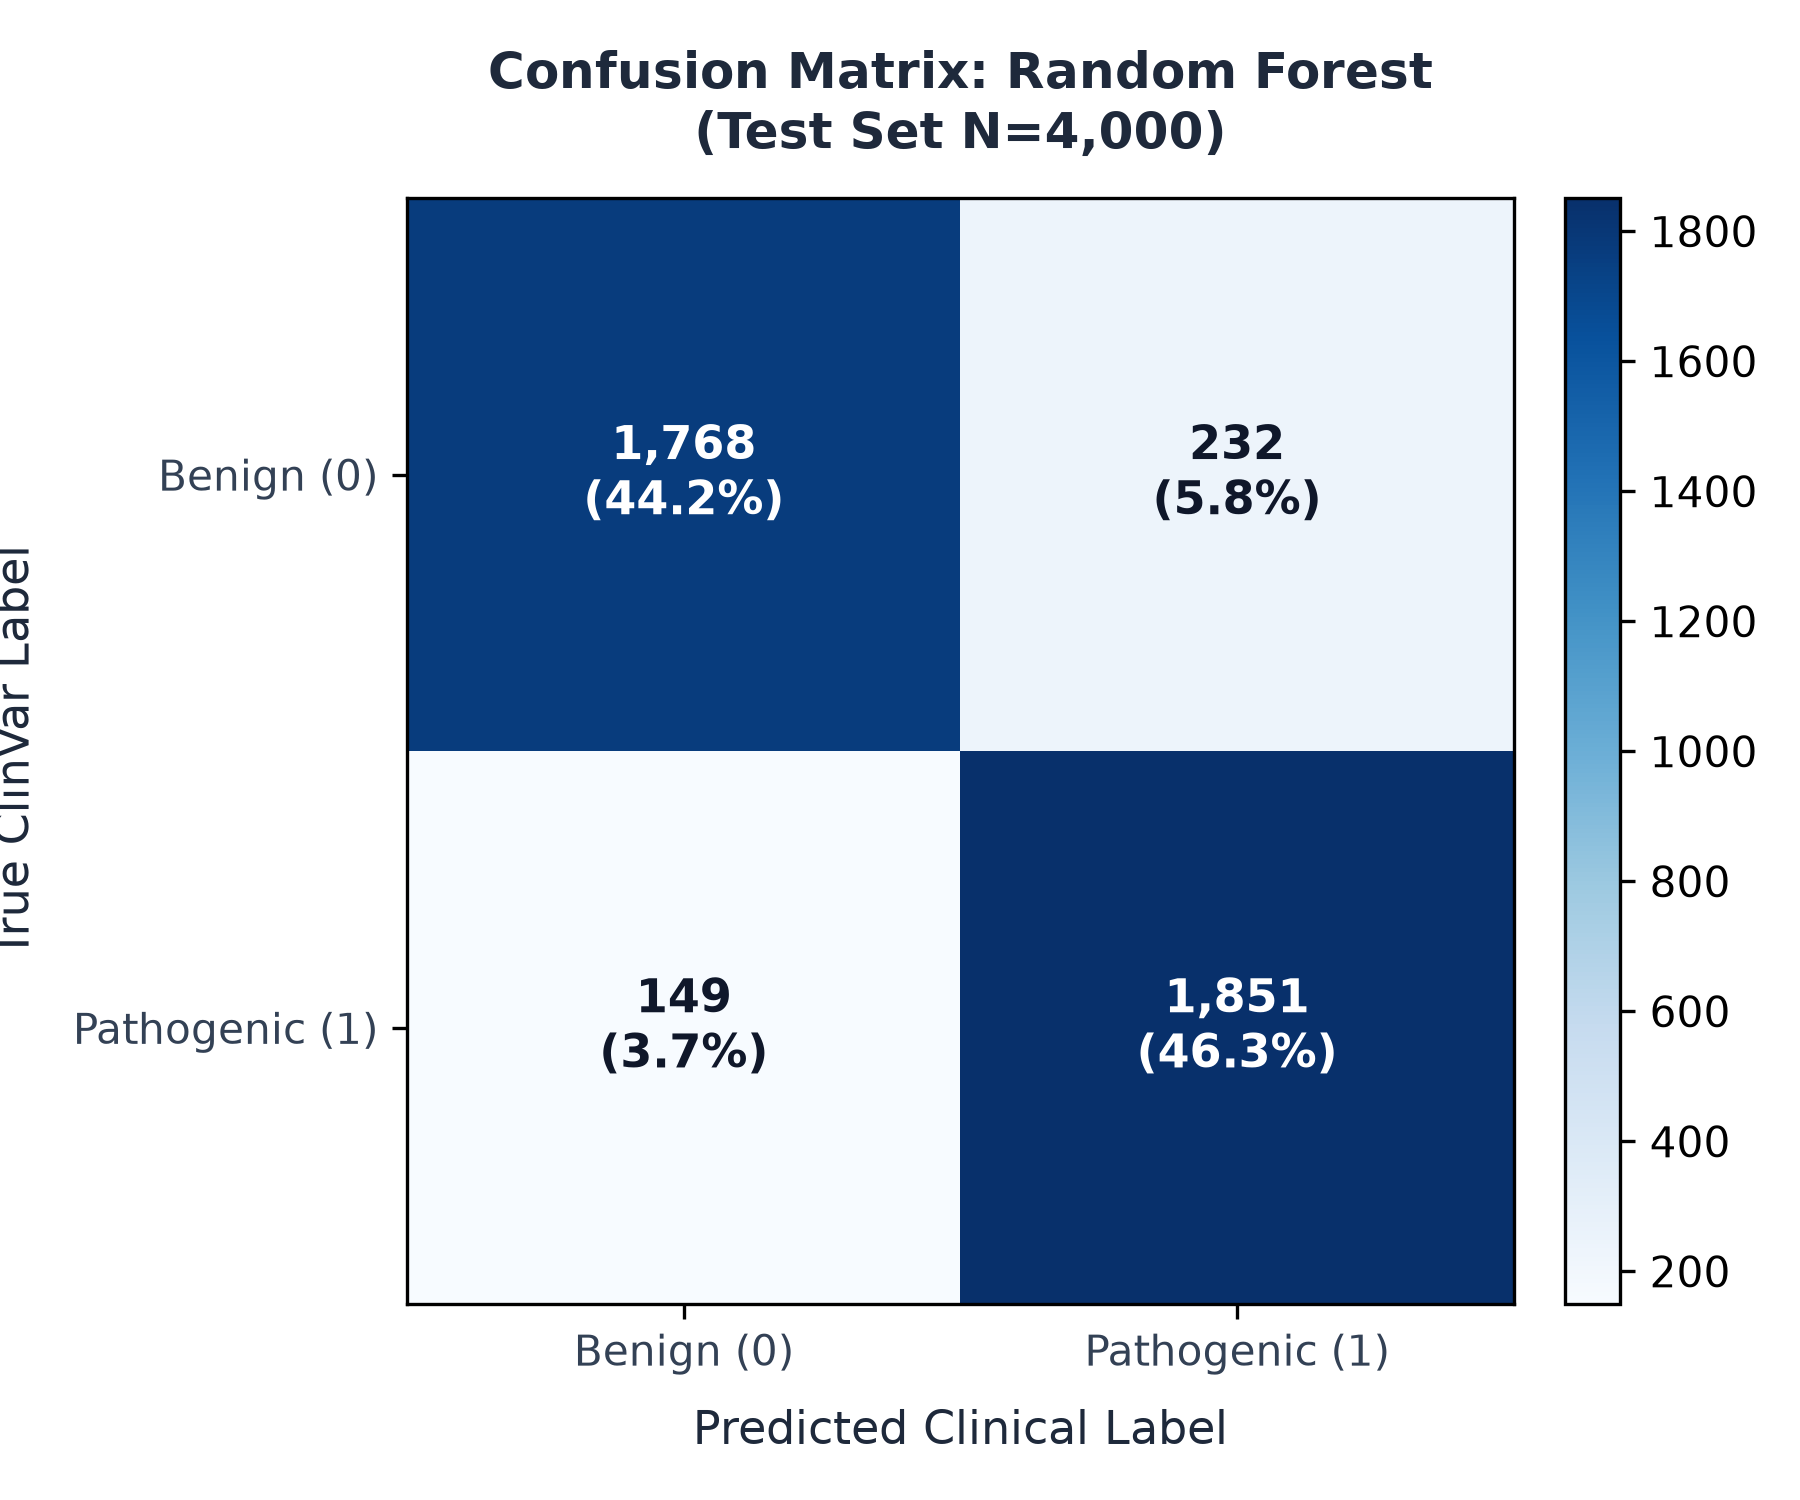 Confusion Matrix: Random Forest
(Test Set N=4,000)
True ClinVar Label
Benign (0)
Pathogenic (1)
1,768
(44.2%)
232
(5.8%)
149
(3.7%)
1,851
(46.3%)
Benign (0)
Pathogenic (1)
Predicted Clinical Label
1800
1600
1400
1200
1000
800
600
400
200